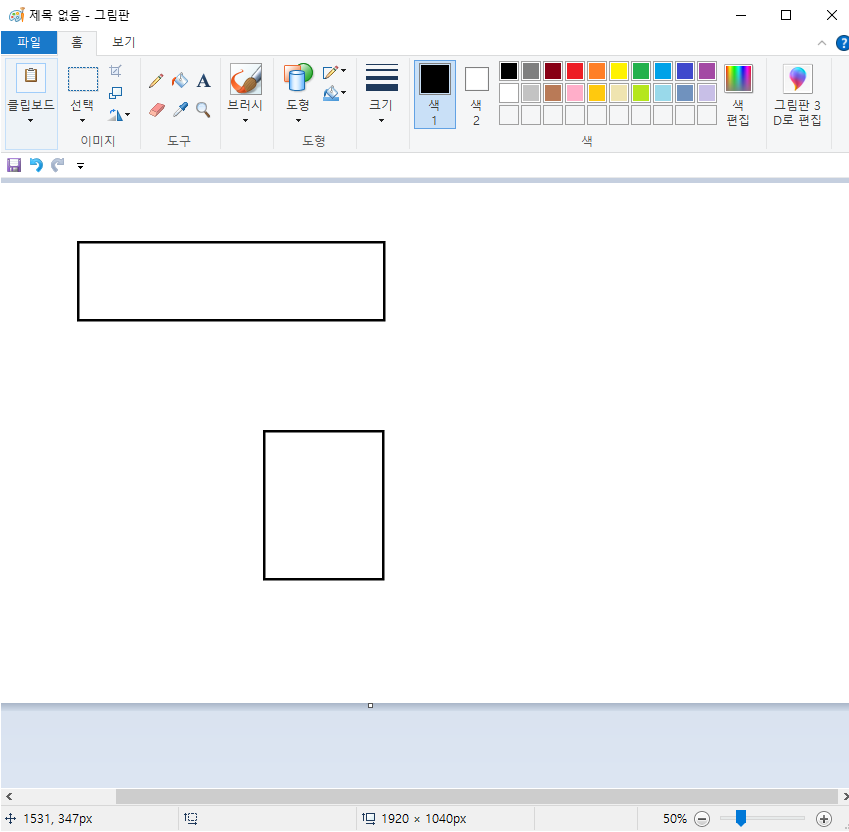 제목 없음 - 그림판
파일 홈 보기
클립보드
선택
이미지
A
도구
브러시
도형
도형
크기
색
1
색
2
색
편집
색
그림판 3
D로 편집
?
1531, 347px
1920 × 1040px
50%